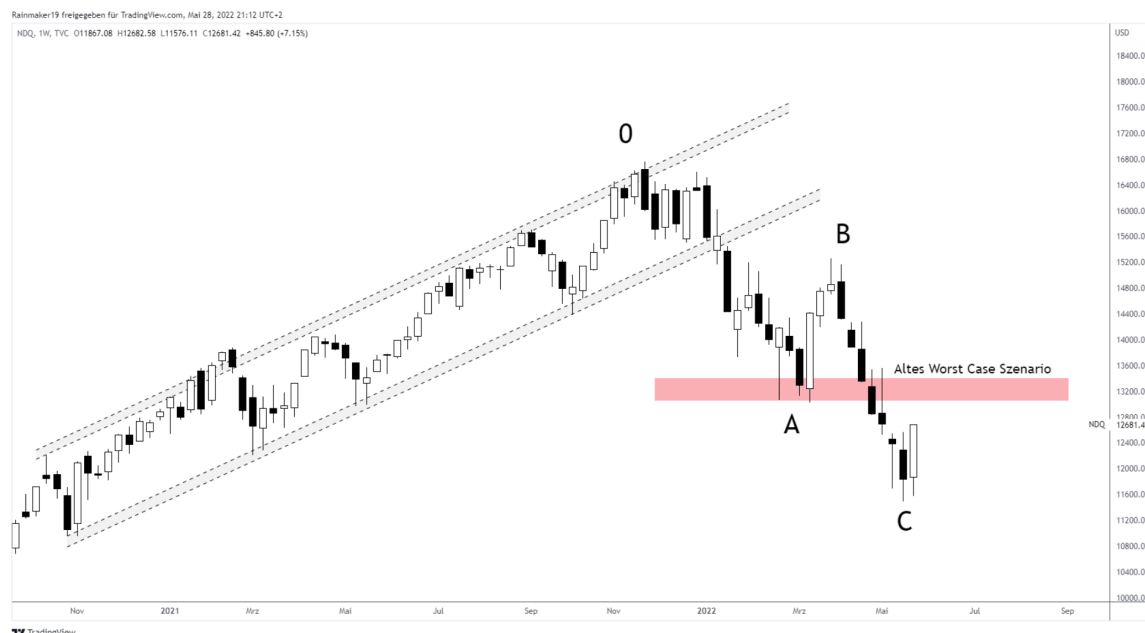 Rainmaker19 freigegeben für TradingView.com, Mai 28, 2022 21:12 UTC+2
NDQ, 1W, TVC O11867.08 H12682.58 L11576.11 C12681.42 +845.80 (+7.15%)
USD
18400.0
18000.0
17600.0
17200.0
16800.0
16400.0
16000.0
15600.0
15200.0
14800.0
14400.0
14000.0
13600.0
13200.0
12800.0
NDQ 12681.4
12400.0
12000.0
11600.0
11200.0
10800.0
10400.0
10000.0
0
B
Altes Worst Case Szenario
A
C
Nov 2021 Mrz Mai Jul Sep Nov 2022 Mrz Mai Jul Sep
TradingView